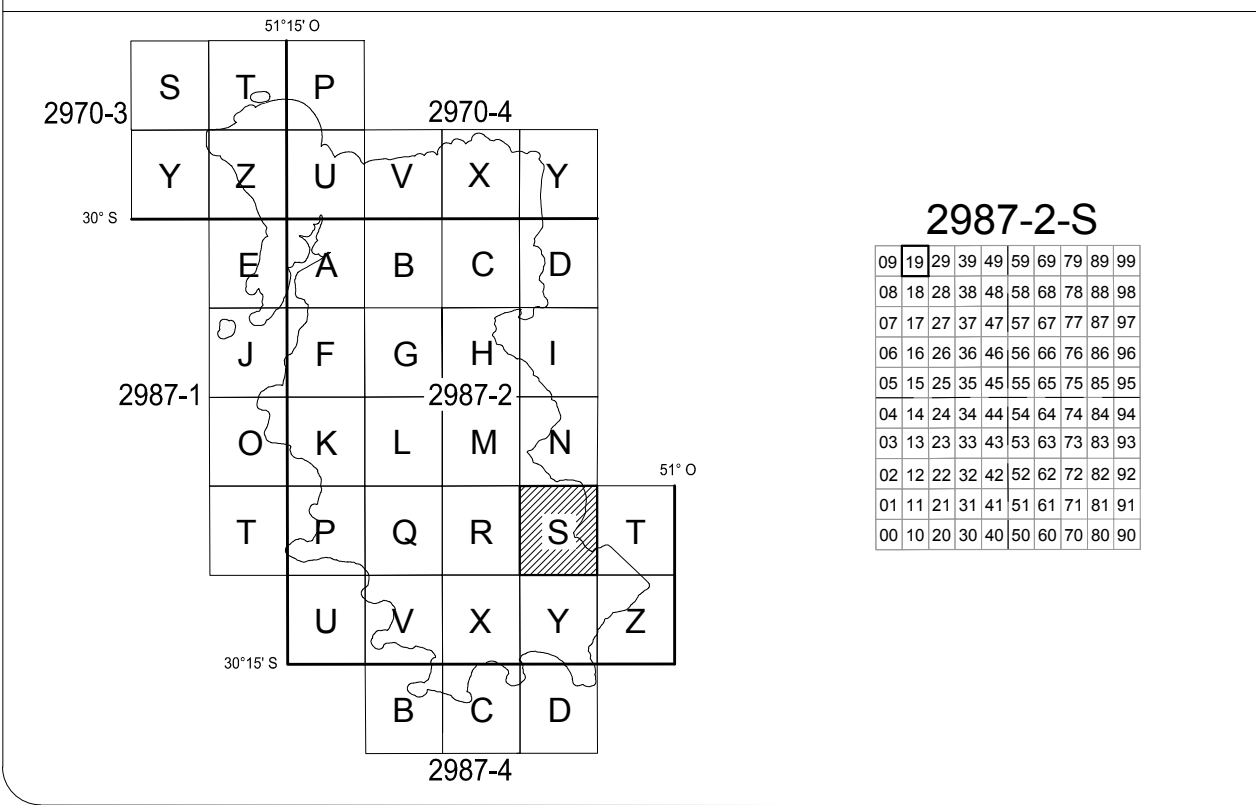 51°15' O
S T P
2970-3 2970-4
Y Z U V X Y
30° S
E A B C D
J F G H I
2987-1 2987-2
O K L M N
51° O
T P Q R S T
U V X Y Z
30°15' S
B C D
2987-4
2987-2-S
09 19 29 39 49 59 69 79 89 99
08 18 28 38 48 58 68 78 88 98
07 17 27 37 47 57 67 77 87 97
06 16 26 36 46 56 66 76 86 96
05 15 25 35 45 55 65 75 85 95
04 14 24 34 44 54 64 74 84 94
03 13 23 33 43 53 63 73 83 93
02 12 22 32 42 52 62 72 82 92
01 11 21 31 41 51 61 71 81 91
00 10 20 30 40 50 60 70 80 90